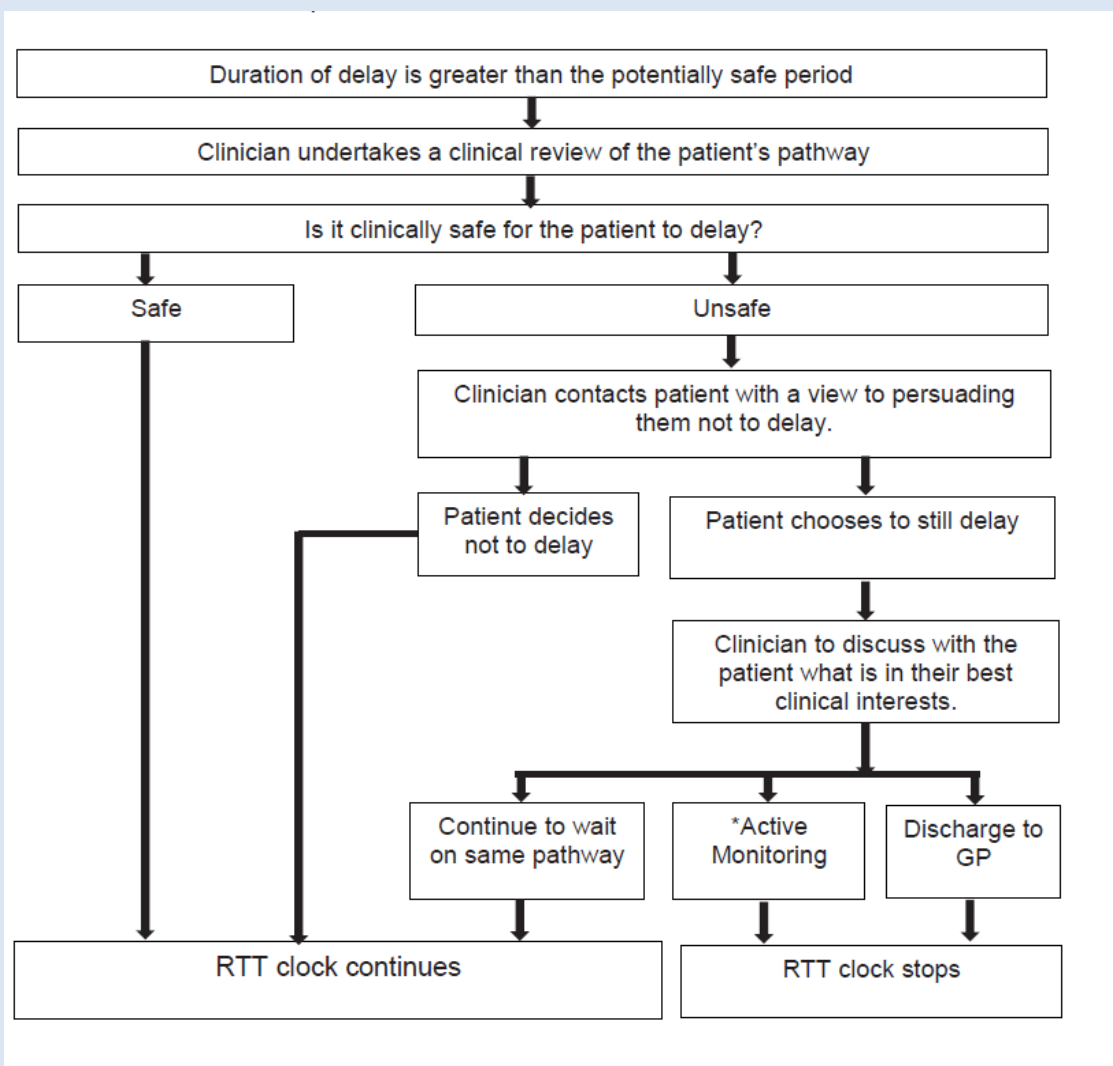 Duration of delay is greater than the potentially safe period
Clinician undertakes a clinical review of the patient's pathway
Is it clinically safe for the patient to delay?
Safe
Unsafe
Clinician contacts patient with a view to persuading
them not to delay.
Patient decides
not to delay
Patient chooses to still delay
Clinician to discuss with the
patient what is in their best
clinical interests.
Continue to wait
on same pathway
*Active
Monitoring
Discharge to
GP
RTT clock continues
RTT clock stops